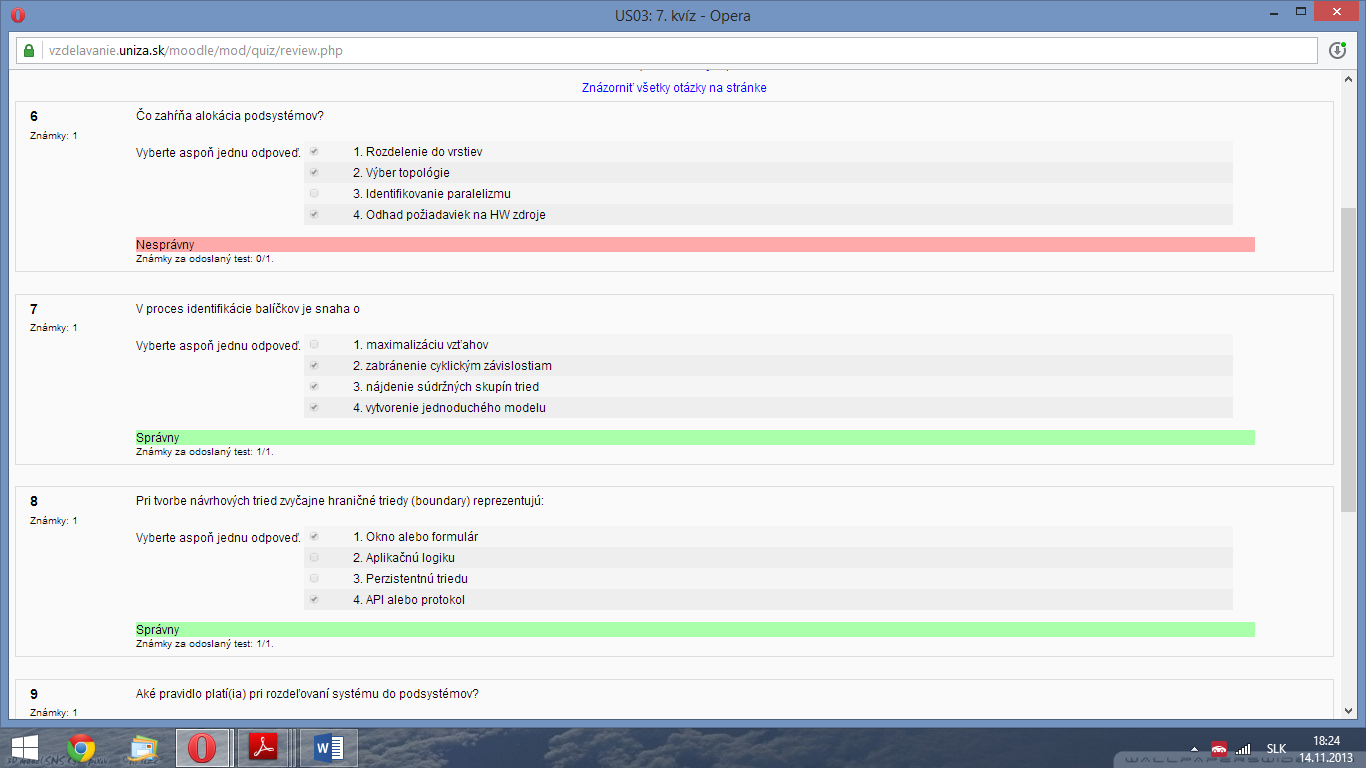 US03: 7. kvíz - Opera
vzdelavanie.uniza.sk/moodle/mod/quiz/review.php
Znázorniť všetky otázky na stránke
6
Známky: 1
Čo zahŕňa alokácia podsystémov?
Vyberte aspoň jednu odpoveď.
1. Rozdelenie do vrstiev
2. Výber topológie
3. Identifikovanie paralelizmu
4. Odhad požiadaviek na HW zdroje
Nesprávny
Známky za odoslaný test: 0/1.
7
Známky: 1
V proces identifikácie balíčkov je snaha o
Vyberte aspoň jednu odpoveď.
1. maximalizáciu vzťahov
2. zabránenie cyklickým závislostiam
3. nájdenie súdržných skupín tried
4. vytvorenie jednoduchého modelu
Správny
Známky za odoslaný test: 1/1.
8
Známky: 1
Pri tvorbe návrhových tried zvyčajne hraničné triedy (boundary) reprezentujú:
Vyberte aspoň jednu odpoveď.
1. Okno alebo formulár
2. Aplikačnú logiku
3. Perzistentnú triedu
4. API alebo protokol
Správny
Známky za odoslaný test: 1/1.
9
Známky: 1
Aké pravidlo platí(ia) pri rozdeľovaní systému do podsystémov?
SLK
18:24
14.11.2013